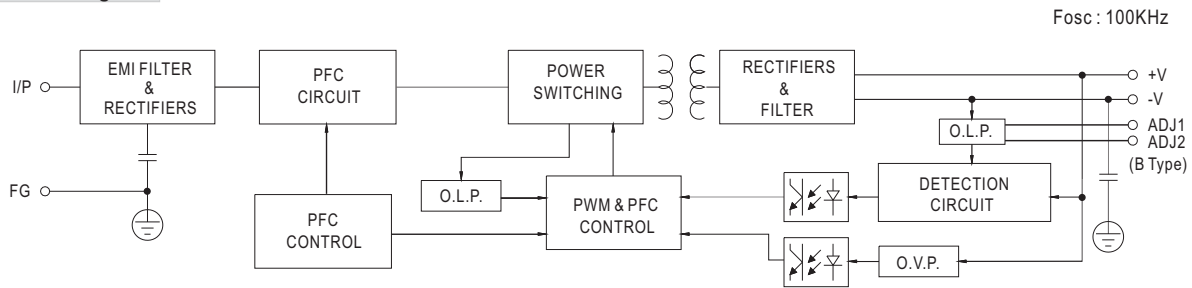 Fosc : 100KHz
I/P
EMI FILTER
&
RECTIFIERS
PFC
CIRCUIT
POWER
SWITCHING
RECTIFIERS
&
FILTER
+V
-V
ADJ1
ADJ2
(B Type)
O.L.P.
FG
PFC
CONTROL
O.L.P.
PWM & PFC
CONTROL
DETECTION
CIRCUIT
O.V.P.